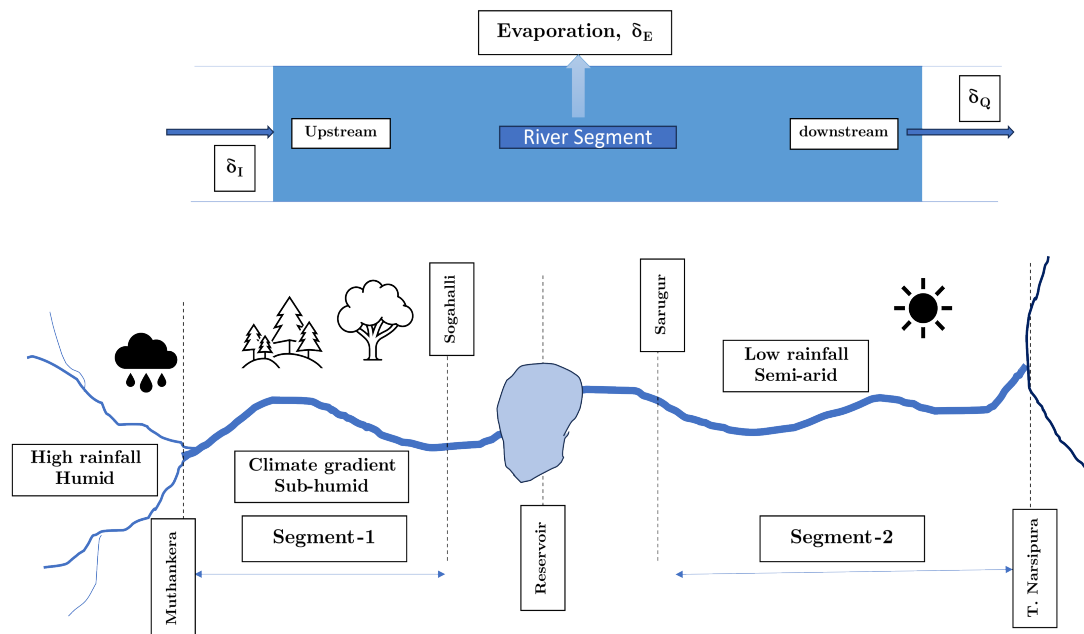 Evaporation, δE
δQ
Upstream
River Segment
downstream
δI
Sogahalli
Sarugur
Low rainfall
Semi-arid
High rainfall
Humid
Climate gradient
Sub-humid
Segment-1
Segment-2
Muthankera
Reservoir
T. Narsipura